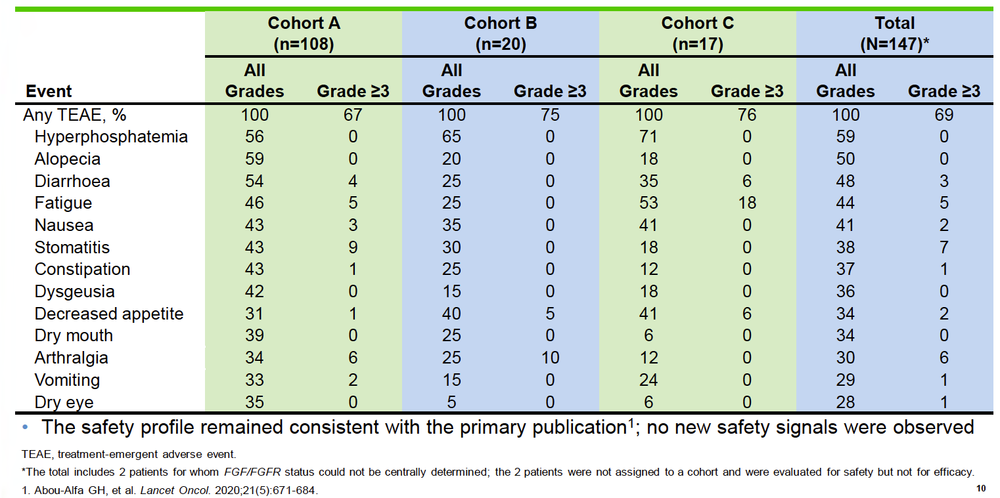 Cohort A Cohort B Cohort C Total
(n=108) (n=20) (n=17) (N=147)*
All All All All
Event Grades Grade ≥3 Grades Grade ≥3 Grades Grade ≥3 Grades Grade ≥3
Any TEAE, % 100 67 100 75 100 76 100 69
Hyperphosphatemia 56 0 65 0 71 0 59 0
Alopecia 59 0 20 0 18 0 50 0
Diarrhoea 54 4 25 0 35 6 48 3
Fatigue 46 5 25 0 53 18 44 5
Nausea 43 3 35 0 41 0 41 2
Stomatitis 43 9 30 0 18 0 38 7
Constipation 43 1 25 0 12 0 37 1
Dysgeusia 42 0 15 0 18 0 36 0
Decreased appetite 31 1 40 5 41 6 34 2
Dry mouth 39 0 25 0 6 0 34 0
Arthralgia 34 6 25 10 12 0 30 6
Vomiting 33 2 15 0 24 0 29 1
Dry eye 35 0 5 0 6 0 28 1
• The safety profile remained consistent with the primary publication1; no new safety signals were observed
TEAE, treatment-emergent adverse event.
*The total includes 2 patients for whom FGF/FGFR status could not be centrally determined; the 2 patients were not assigned to a cohort and were evaluated for safety but not for efficacy.
1. Abou-Alfa GH, et al. Lancet Oncol. 2020;21(5):671-684.
10